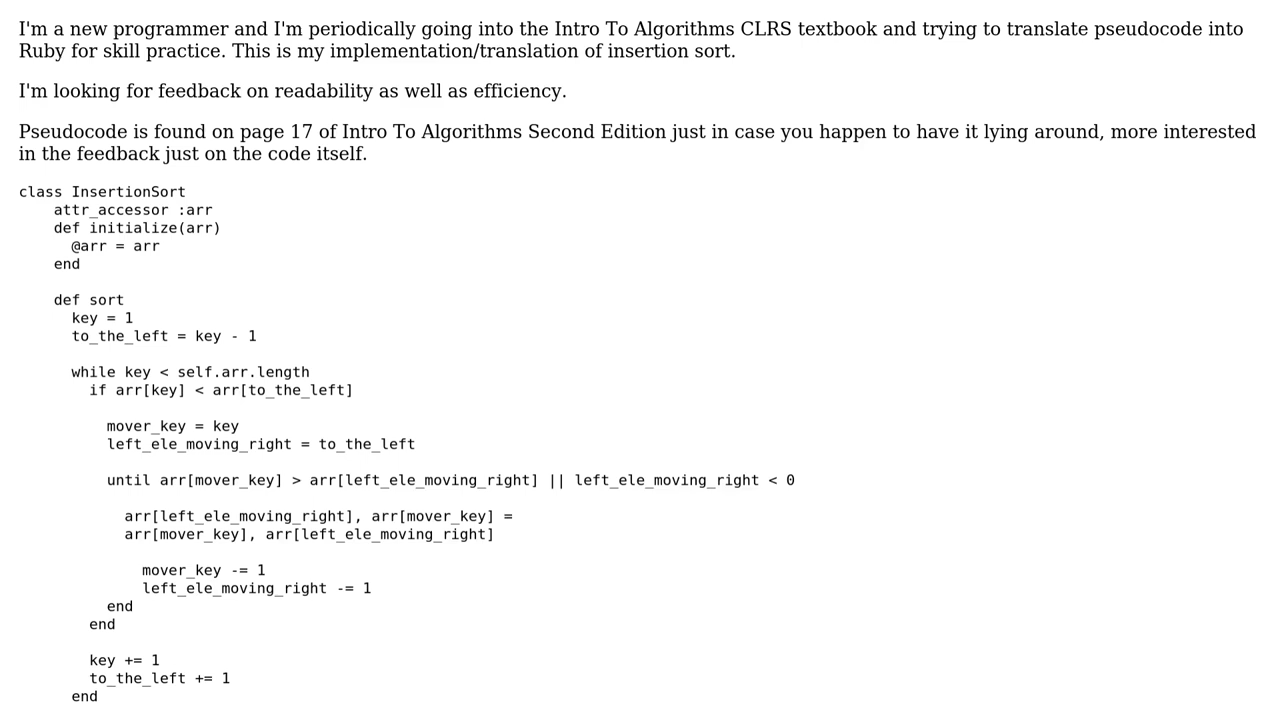 I'm a new programmer and I'm periodically going into the Intro To Algorithms CLRS textbook and trying to translate pseudocode into
Ruby for skill practice. This is my implementation/translation of insertion sort.
I'm looking for feedback on readability as well as efficiency.
Pseudocode is found on page 17 of Intro To Algorithms Second Edition just in case you happen to have it lying around, more interested
in the feedback just on the code itself.
class InsertionSort
    attr_accessor :arr
    def initialize(arr)
      @arr = arr
    end
    def sort
      key = 1
      to_the_left = key - 1
      while key < self.arr.length
        if arr[key] < arr[to_the_left]
          mover_key = key
          left_ele_moving_right = to_the_left
          until arr[mover_key] > arr[left_ele_moving_right] || left_ele_moving_right < 0
            arr[left_ele_moving_right], arr[mover_key] =
            arr[mover_key], arr[left_ele_moving_right]
              mover_key -= 1
              left_ele_moving_right -= 1
          end
        end
        key += 1
        to_the_left += 1
      end